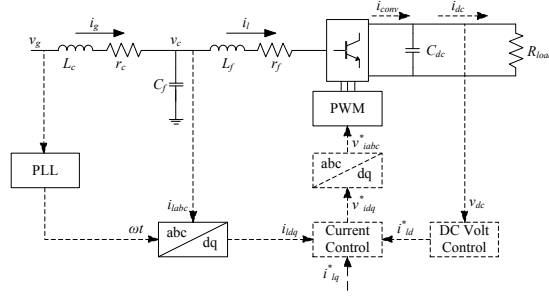 i_g
i_l
i_conv
i_dc
v_g
v_c
L_c
r_c
L_f
r_f
C_f
C_dc
R_load
PWM
v*_iabc
PLL
abc
dq
v*_idq
v_dc
i_labc
ωt
abc
dq
i_ldq
Current
Control
i*_ld
DC Volt
Control
i*_lq